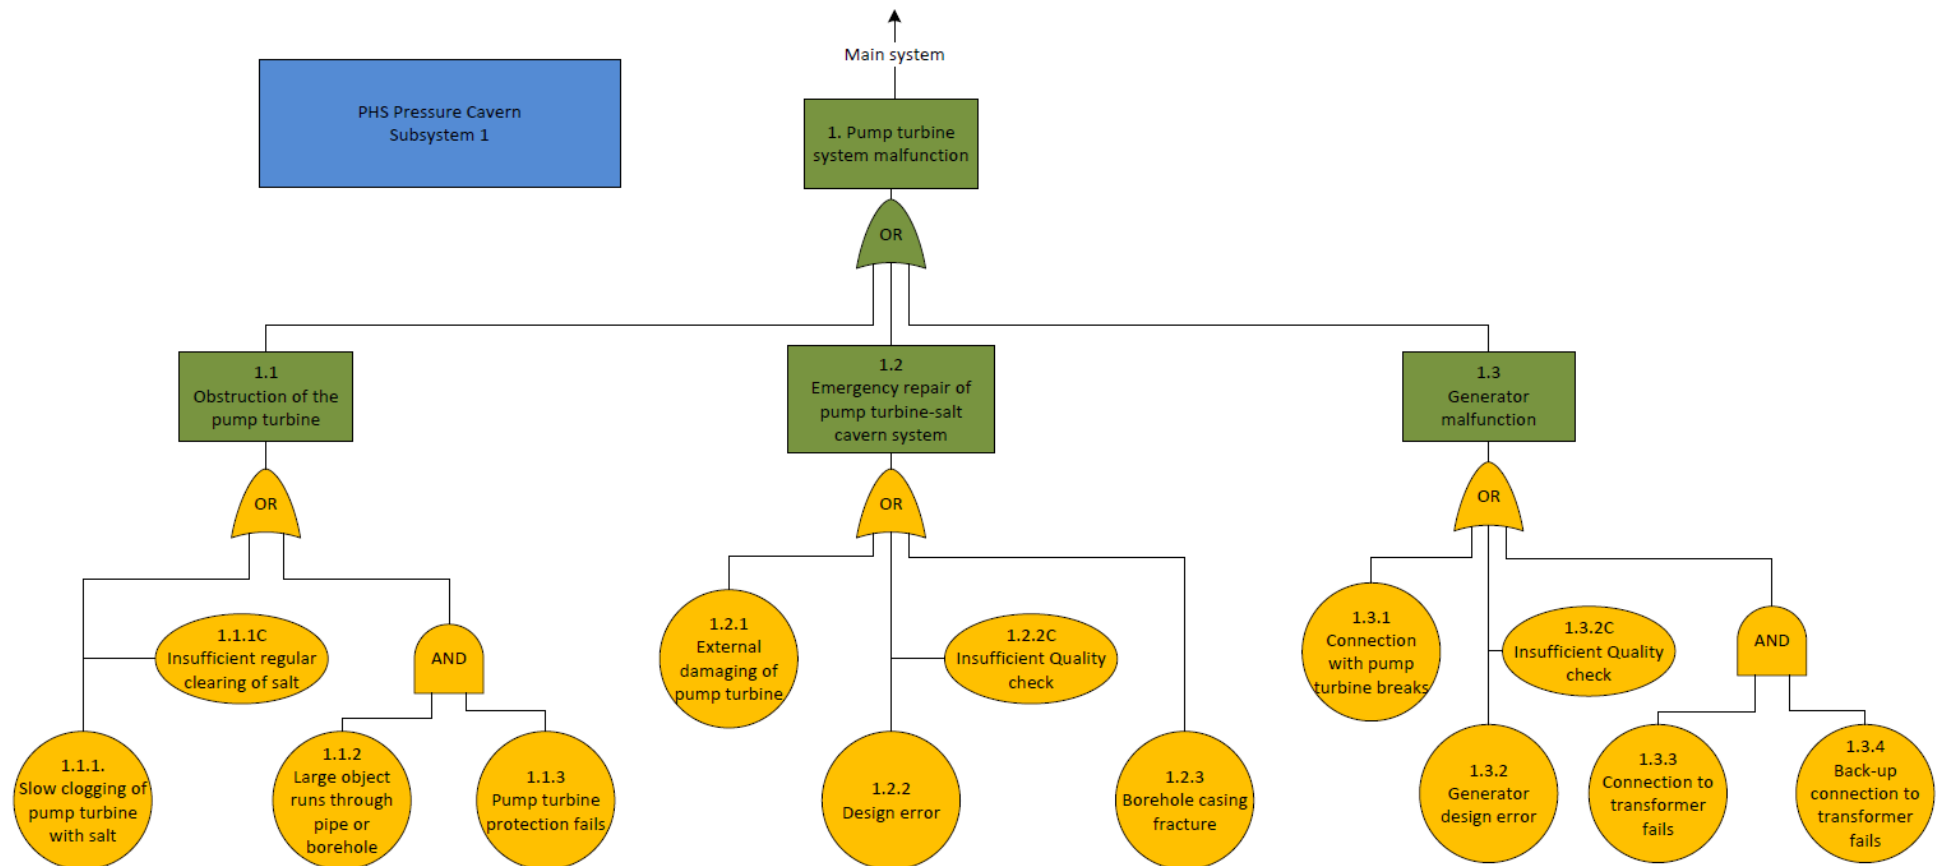 Main system
PHS Pressure Cavern
Subsystem 1
1. Pump turbine
system malfunction
OR
1.1
Obstruction of the
pump turbine
1.2
Emergency repair of
pump turbine-salt
cavern system
1.3
Generator
malfunction
OR
OR
OR
1.1.1C
Insufficient regular
clearing of salt
AND
1.2.1
External
damaging of
pump turbine
1.2.2C
Insufficient Quality
check
1.3.1
Connection
with pump
turbine breaks
1.3.2C
Insufficient Quality
check
AND
1.1.1.
Slow clogging of
pump turbine
with salt
1.1.2
Large object
runs through
pipe or
borehole
1.1.3
Pump turbine
protection fails
1.2.2
Design error
1.2.3
Borehole casing
fracture
1.3.2
Generator
design error
1.3.3
Connection to
transformer
fails
1.3.4
Back-up
connection to
transformer
fails